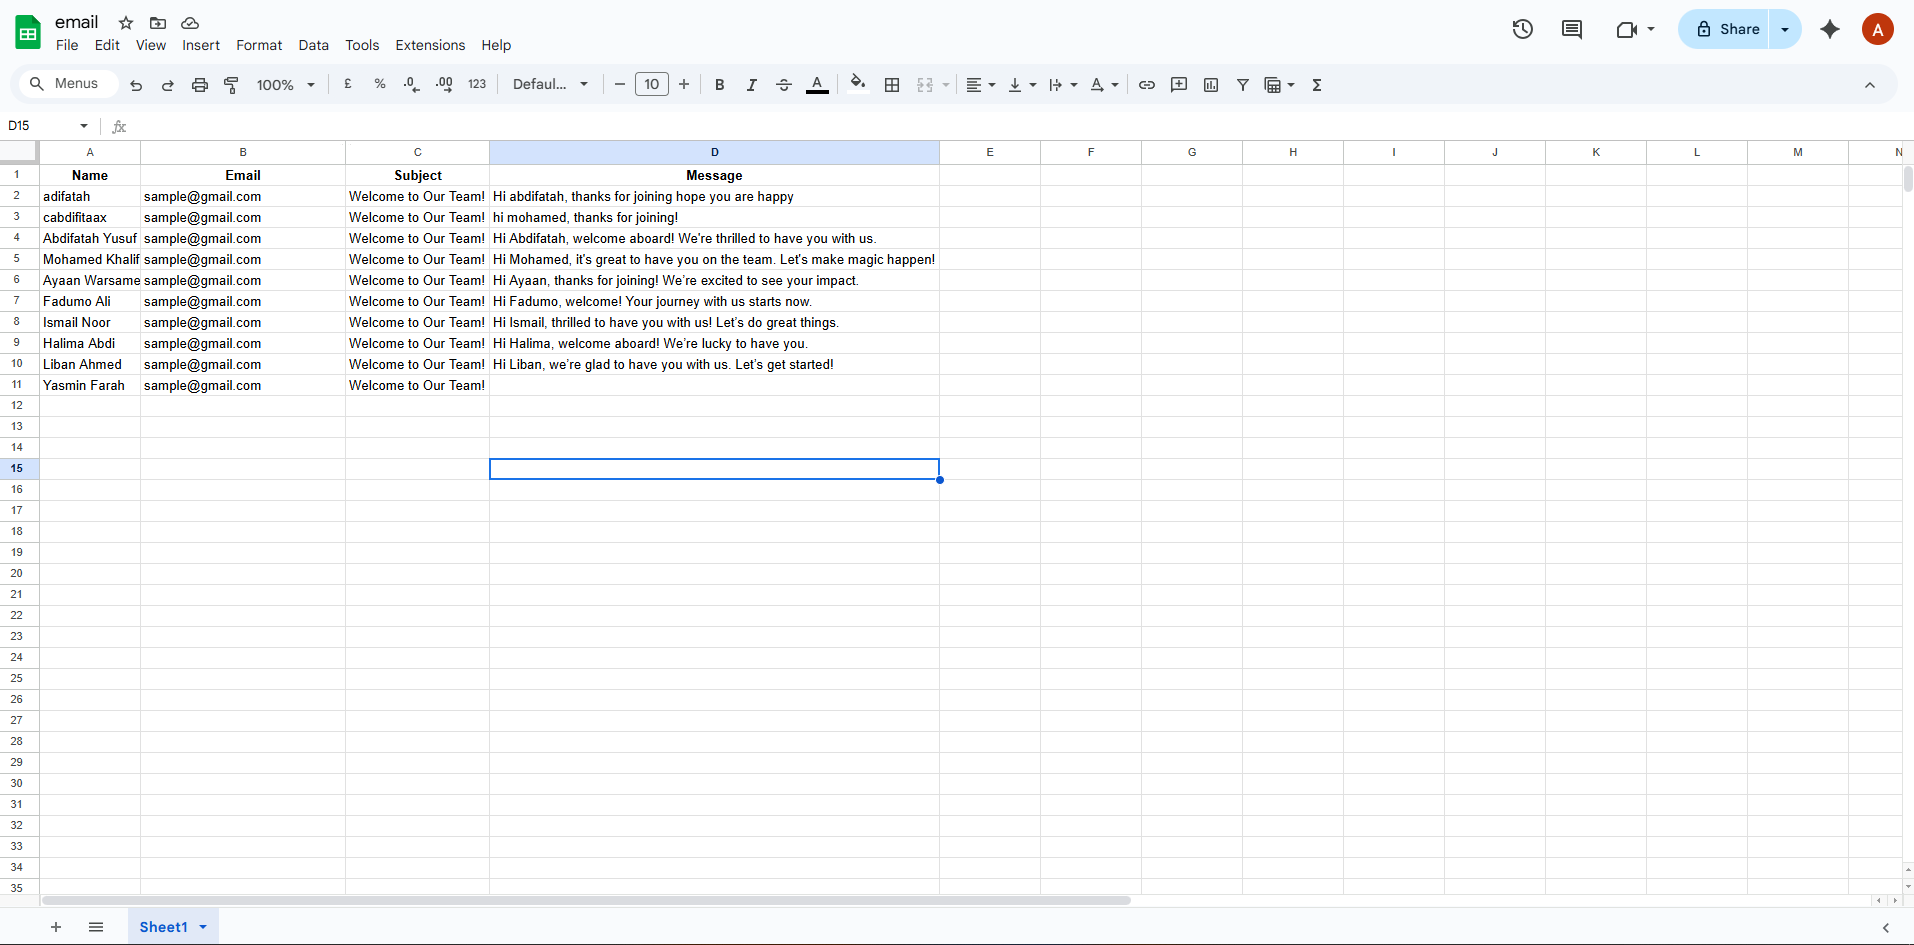 email
File Edit View Insert Format Data Tools Extensions Help
Share
A
Menus 100% £ % .0 .00 123 Defaul... 10 B I A Σ
D15 fx
A B C D E F G H I J K L M N
1 Name Email Subject Message
2 adifatah sample@gmail.com Welcome to Our Team! Hi abdifatah, thanks for joining hope you are happy
3 cabdifitaax sample@gmail.com Welcome to Our Team! hi mohamed, thanks for joining!
4 Abdifatah Yusuf sample@gmail.com Welcome to Our Team! Hi Abdifatah, welcome aboard! We're thrilled to have you with us.
5 Mohamed Khalif sample@gmail.com Welcome to Our Team! Hi Mohamed, it's great to have you on the team. Let's make magic happen!
6 Ayaan Warsame sample@gmail.com Welcome to Our Team! Hi Ayaan, thanks for joining! We’re excited to see your impact.
7 Fadumo Ali sample@gmail.com Welcome to Our Team! Hi Fadumo, welcome! Your journey with us starts now.
8 Ismail Noor sample@gmail.com Welcome to Our Team! Hi Ismail, thrilled to have you with us! Let’s do great things.
9 Halima Abdi sample@gmail.com Welcome to Our Team! Hi Halima, welcome aboard! We’re lucky to have you.
10 Liban Ahmed sample@gmail.com Welcome to Our Team! Hi Liban, we’re glad to have you with us. Let’s get started!
11 Yasmin Farah sample@gmail.com Welcome to Our Team!
12
13
14
15
16
17
18
19
20
21
22
23
24
25
26
27
28
29
30
31
32
33
34
35
Sheet1